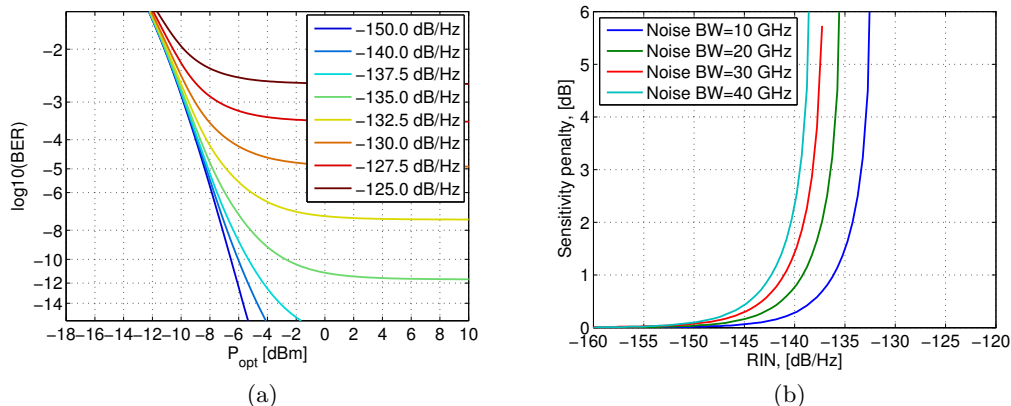 −2
−3
−4
−5
−6
−8
−10
−12
−14
log10(BER)
−150.0 dB/Hz
−140.0 dB/Hz
−137.5 dB/Hz
−135.0 dB/Hz
−132.5 dB/Hz
−130.0 dB/Hz
−127.5 dB/Hz
−125.0 dB/Hz
−18−16−14−12−10 −8 −6 −4 −2 0 2 4 6 8 10
Popt [dBm]
(a)
6
5
4
3
2
1
0
Sensitivity penalty, [dB]
Noise BW=10 GHz
Noise BW=20 GHz
Noise BW=30 GHz
Noise BW=40 GHz
−160 −155 −150 −145 −140 −135 −130 −125 −120
RIN, [dB/Hz]
(b)